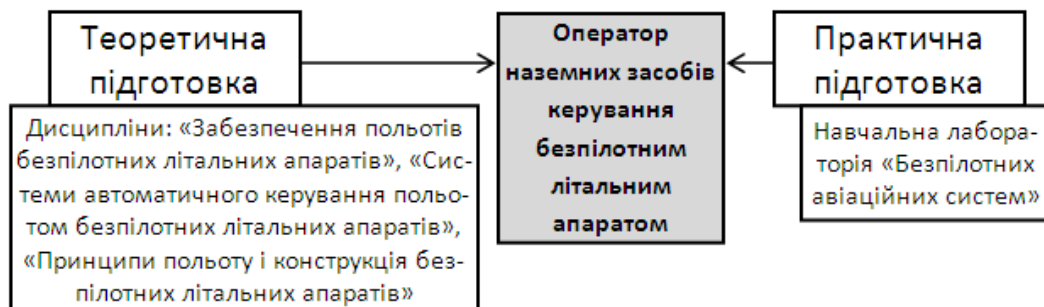 Теоретична
підготовка
Дисципліни: «Забезпечення польотів
безпілотних літальних апаратів», «Сис-
теми автоматичного керування польо-
том безпілотних літальних апаратів»,
«Принципи польоту і конструкція без-
пілотних літальних апаратів»
Оператор
наземних засобів
керування
безпілотним
літальним
апаратом
Практична
підготовка
Навчальна лабора-
торія «Безпілотних
авіаційних систем»